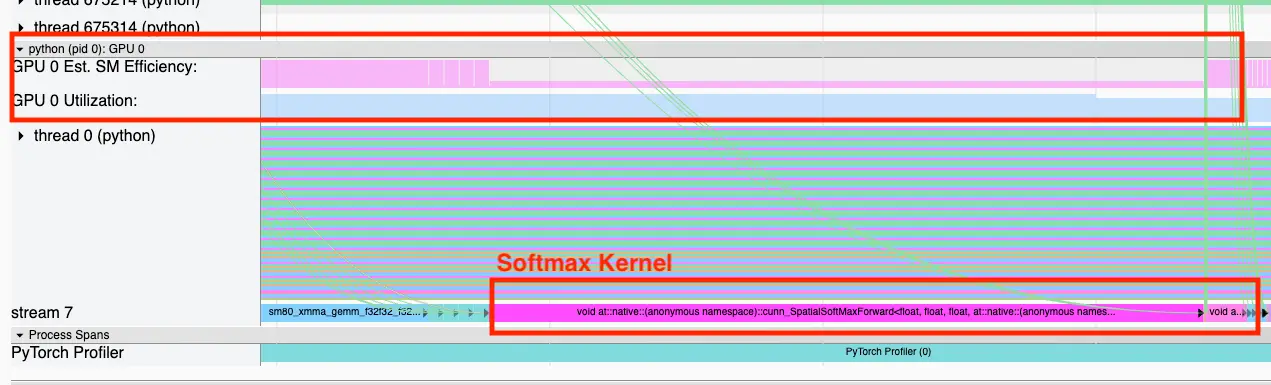 thread 675214 (python)
thread 675314 (python)
python (pid 0): GPU 0
GPU 0 Est. SM Efficiency:
GPU 0 Utilization:
thread 0 (python)
Softmax Kernel
stream 7
sm80_xmma_gemm_f32f32_f32...
void at::native::(anonymous namespace)::cunn_SpatialSoftMaxForward<float, float, float, at::native::(anonymous names...
void a...
Process Spans
PyTorch Profiler
PyTorch Profiler (0)